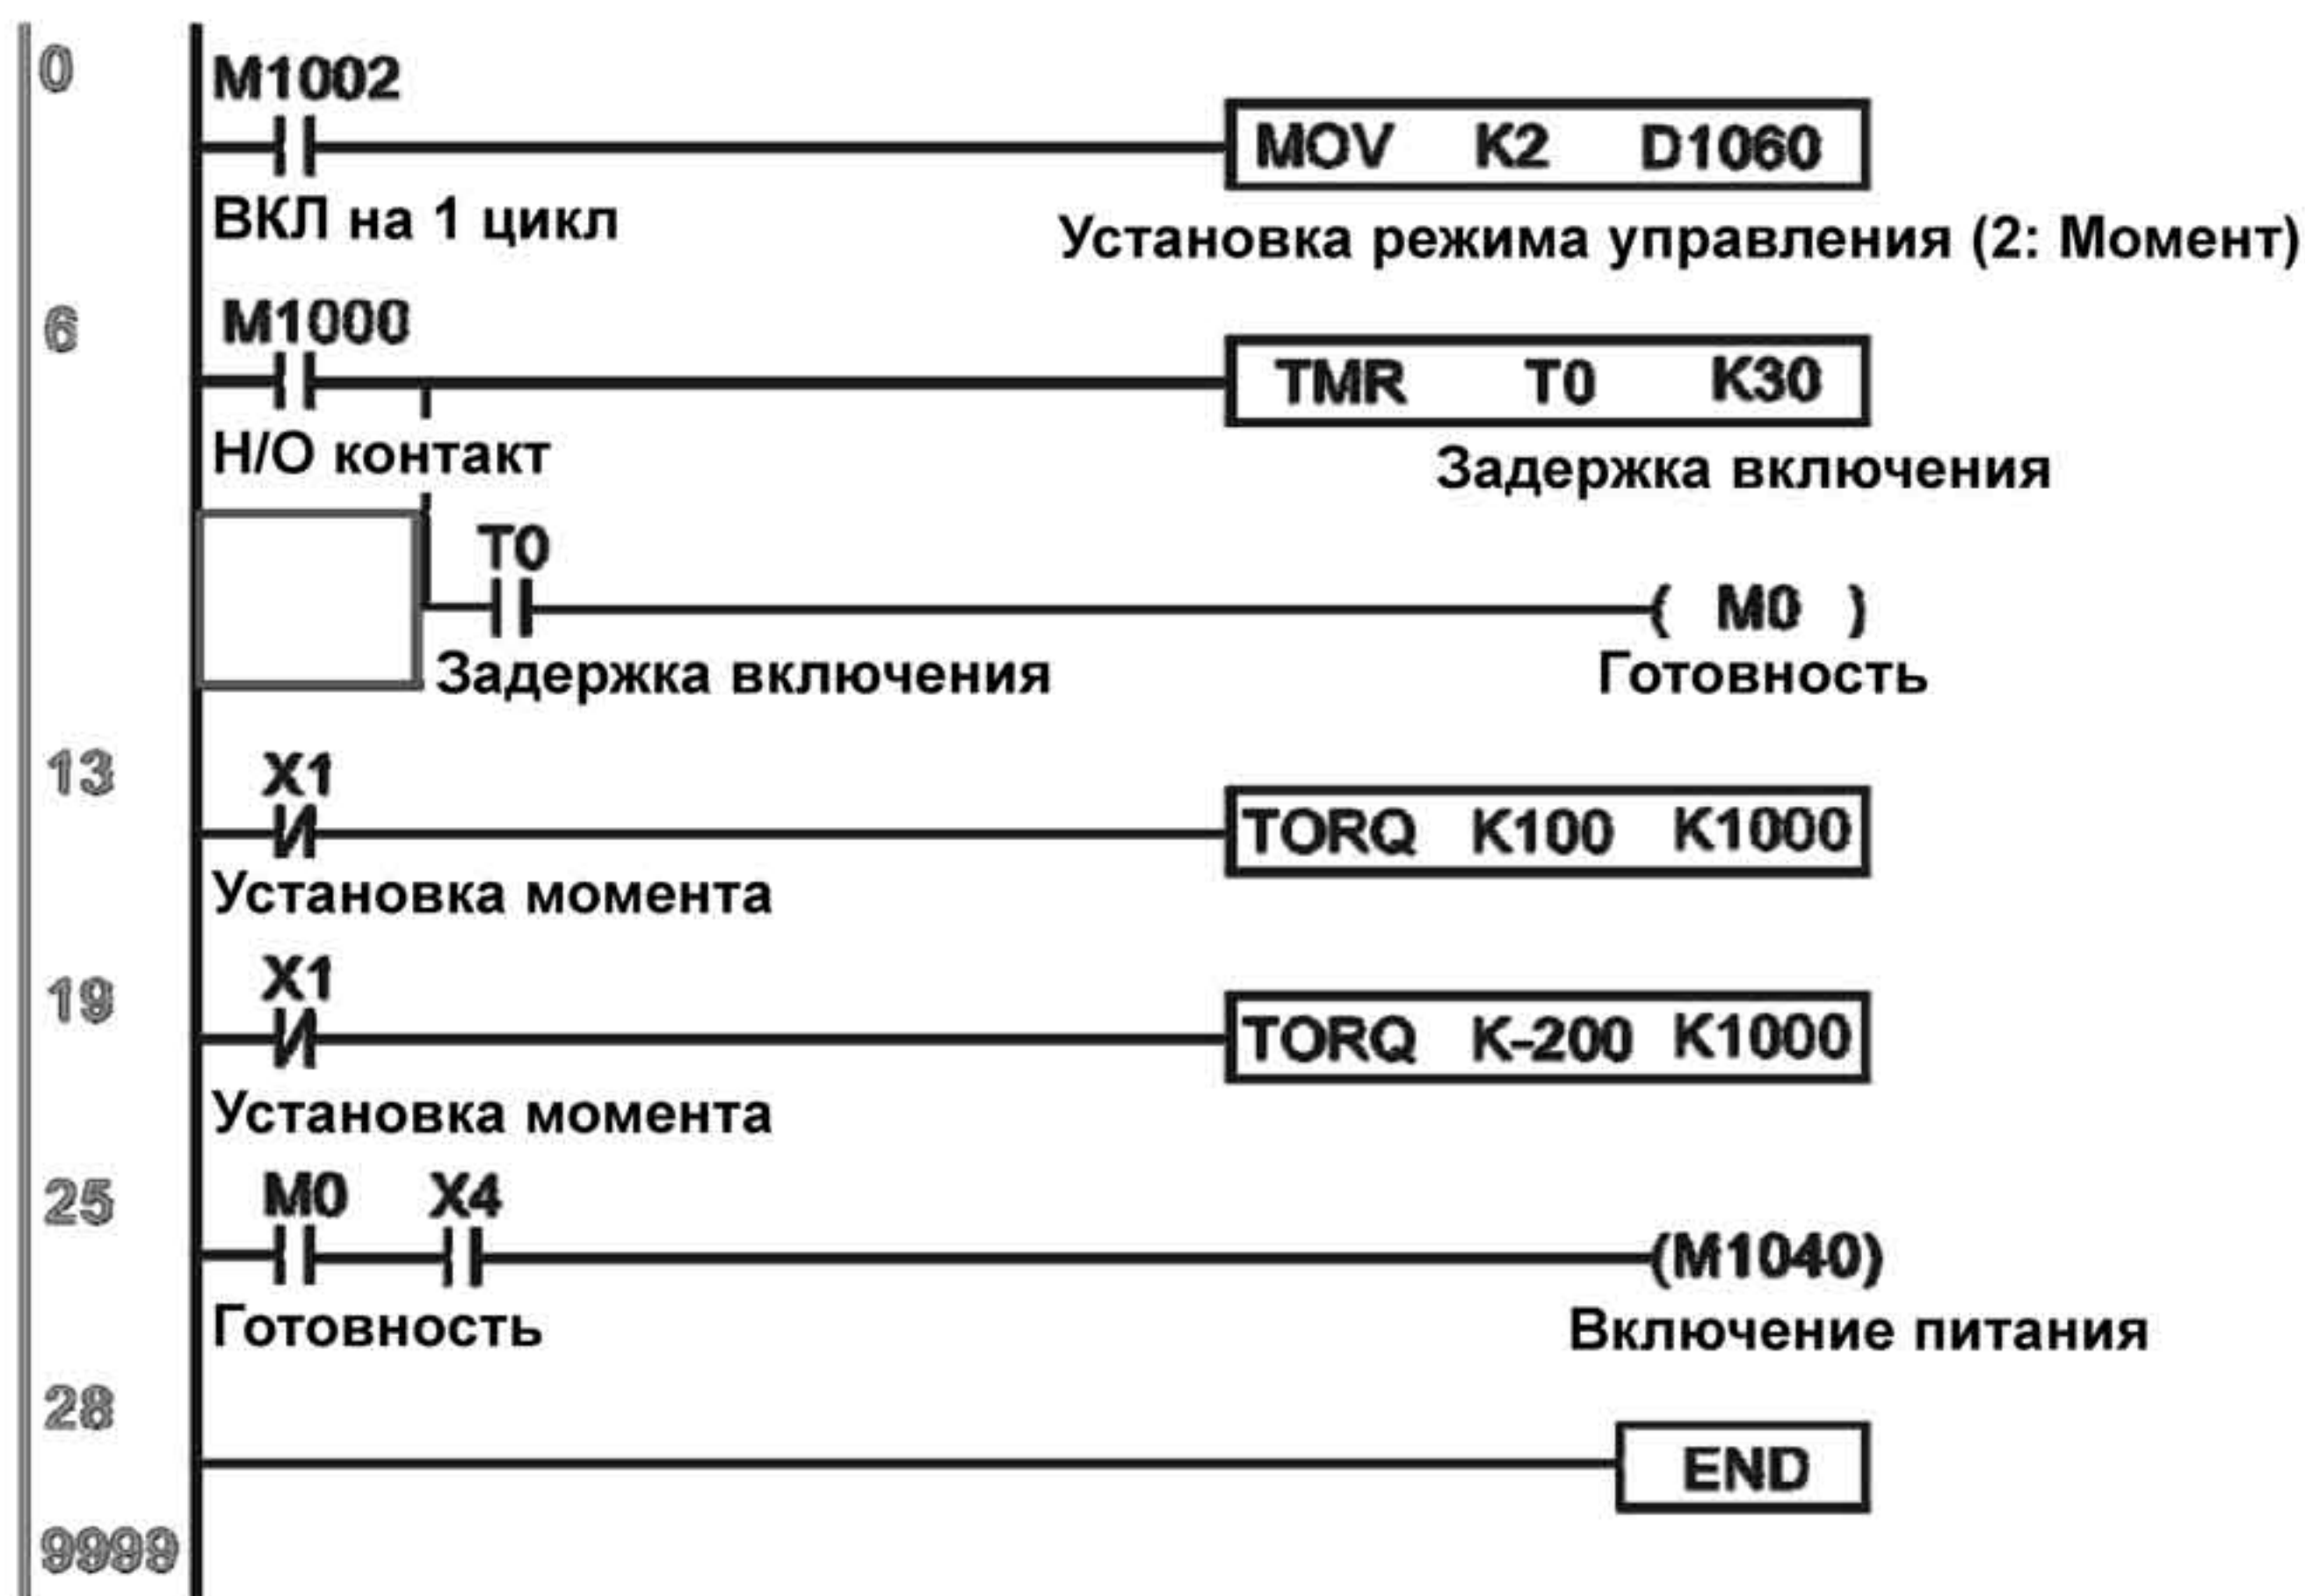 0
M1002
MOV K2 D1060
ВКЛ на 1 цикл
Установка режима управления (2: Момент)
6
M1000
TMR T0 K30
Н/О контакт
Задержка включения
T0
( M0 )
Задержка включения
Готовность
13
X1
TORQ K100 K1000
Установка момента
19
X1
TORQ K-200 K1000
Установка момента
25
M0 X4
(M1040)
Готовность
Включение питания
28
END
9999